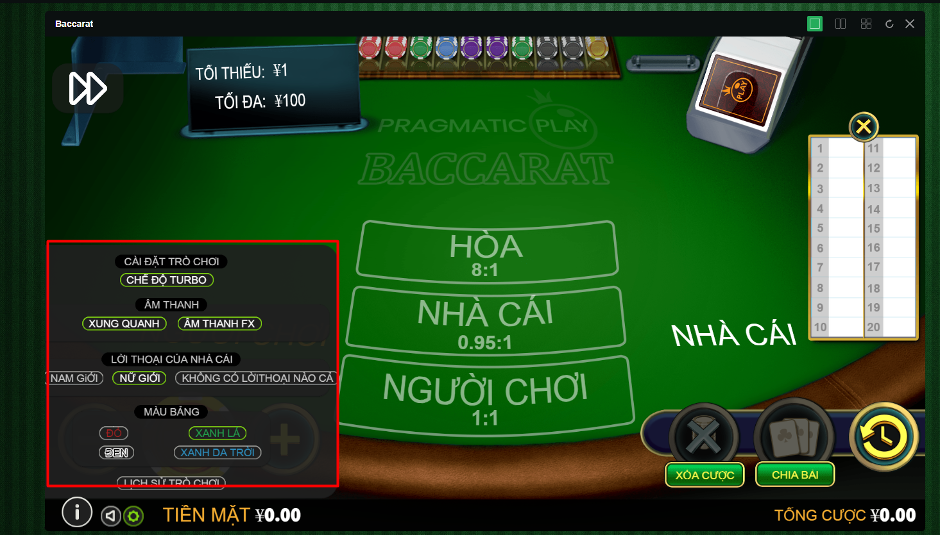 Baccarat
TỐI THIỂU: ¥1
TỐI ĐA: ¥100
PLAY
PRAGMATIC PLAY
BACCARAT
1 11
2 12
3 13
4 14
5 15
6 16
7 17
8 18
9 19
10 20
HÒA
8:1
NHÀ CÁI
0.95:1
NGƯỜI CHƠI
1:1
NHÀ CÁI
CÀI ĐẶT TRÒ CHƠI
CHẾ ĐỘ TURBO
ÂM THANH
XUNG QUANH ÂM THANH FX
LỜI THOẠI CỦA NHÀ CÁI
NAM GIỚI NỮ GIỚI KHÔNG CÓ LỜITHOẠI NÀO CẢ
MÀU BẢNG
ĐỎ XANH LÁ
ĐEN XANH DA TRỜI
LỊCH SỬ TRÒ CHƠI
XÓA CƯỢC CHIA BÀI
TIỀN MẶT ¥0.00
TỔNG CƯỢC ¥0.00